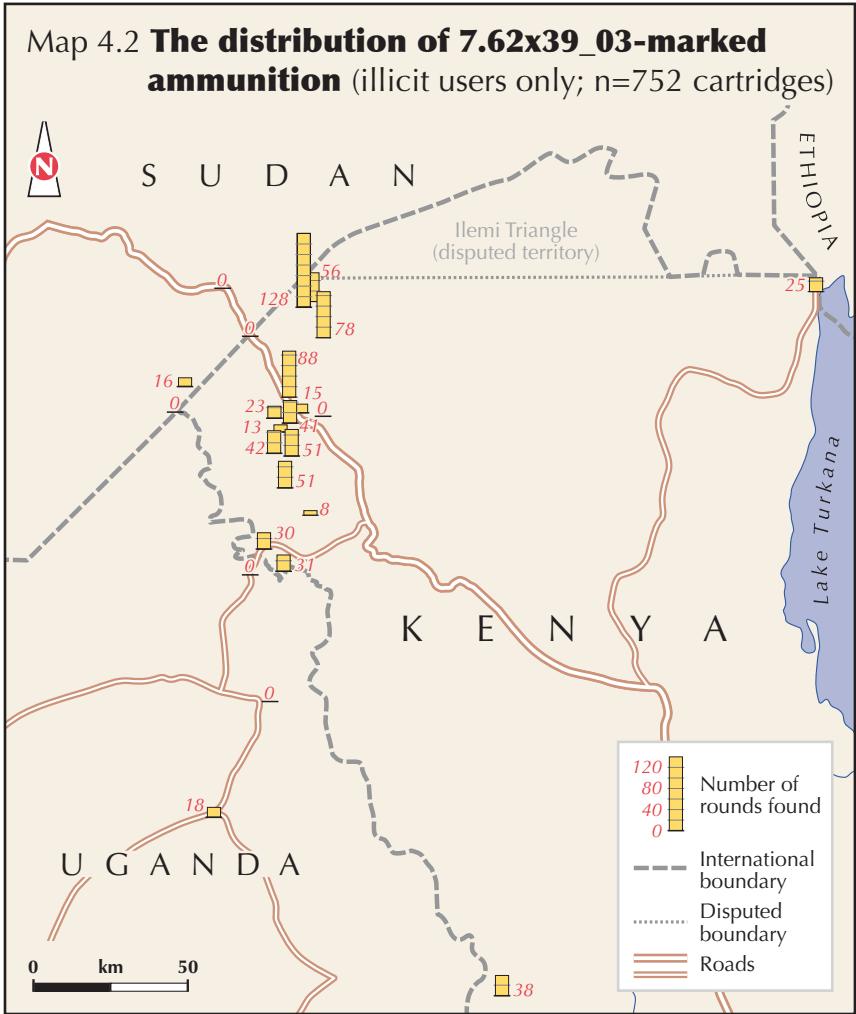 Map 4.2 The distribution of 7.62x39_03-marked
ammunition (illicit users only; n=752 cartridges)
N
S U D A N
ETHIOPIA
Ilemi Triangle
(disputed territory)
56
0
128
25
78
0
88
16
15
0
23
0
13
41
42
51
51
8
30
0
31
Lake Turkana
K E N Y A
0
18
U G A N D A
38
120
80
40
0
Number of
rounds found
International
boundary
Disputed
boundary
Roads
0 km 50